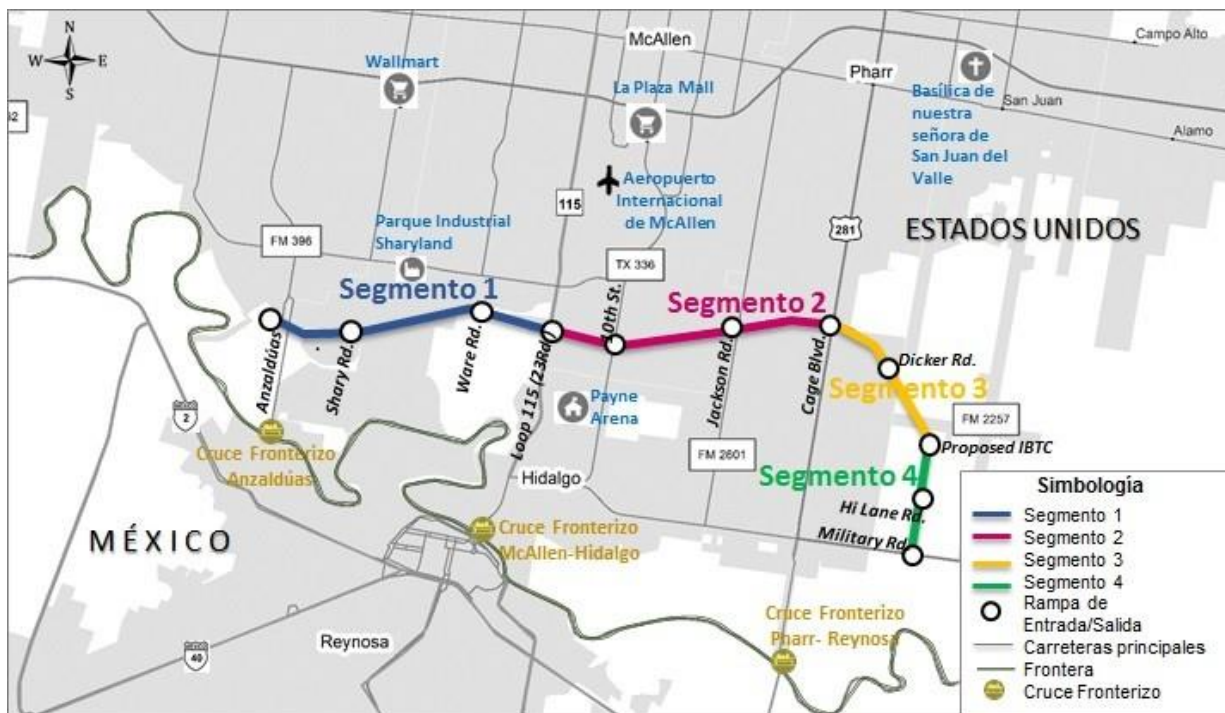 N
W E
S
McAllen
Campo Alto
Wallmart
La Plaza Mall
Pharr
Basílica de
nuestra
señora de
San Juan del
Valle
San Juan
Alamo
115
Aeropuerto
Internacional
de McAllen
281
ESTADOS UNIDOS
FM 396
Parque Industrial
Sharyland
TX 336
Segmento 1
Segmento 2
10th St.
Anzaldúas
Shary Rd.
Ware Rd.
Loop 115 (23Rd)
Jackson Rd.
Cage Blvd.
Dicker Rd.
Segmento 3
Payne
Arena
FM 2257
Proposed IBTC
2
Cruce Fronterizo
Anzaldúas
FM 2601
Hidalgo
Segmento 4
Hi Lane Rd.
Military Rd.
MÉXICO
Cruce Fronterizo
McAllen-Hidalgo
Reynosa
40
Cruce Fronterizo
Pharr- Reynosa
Simbología
Segmento 1
Segmento 2
Segmento 3
Segmento 4
Rampa de
Entrada/Salida
Carreteras principales
Frontera
Cruce Fronterizo